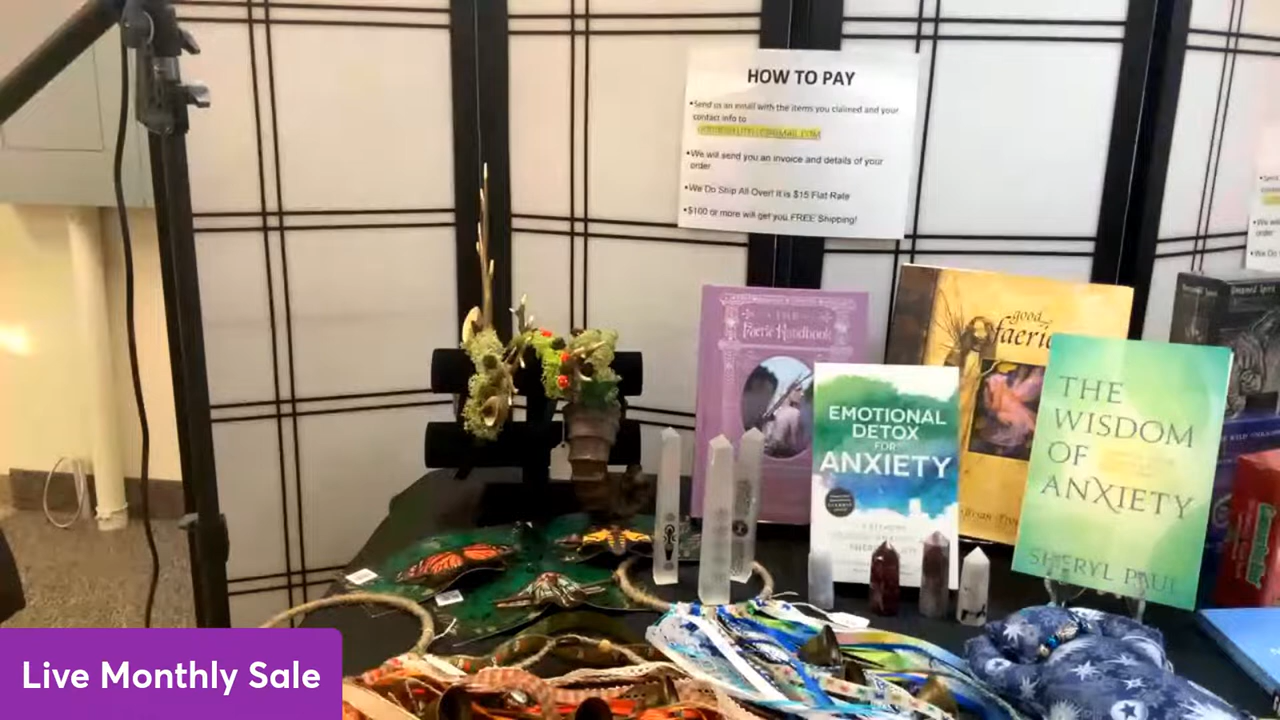 HOW TO PAY
•Send us an email with the items you claimed and your
contact info to
•We will send you an invoice and details of your
order
•We Do Ship All Over! It is $15 Flat Rate
•$100 or more will get you FREE Shipping!
THE
Faerie Handbook
good
faerie
EMOTIONAL
DETOX
FOR
ANXIETY
THE
WISDOM
OF
ANXIETY
SHERYL PAUL
Live Monthly Sale